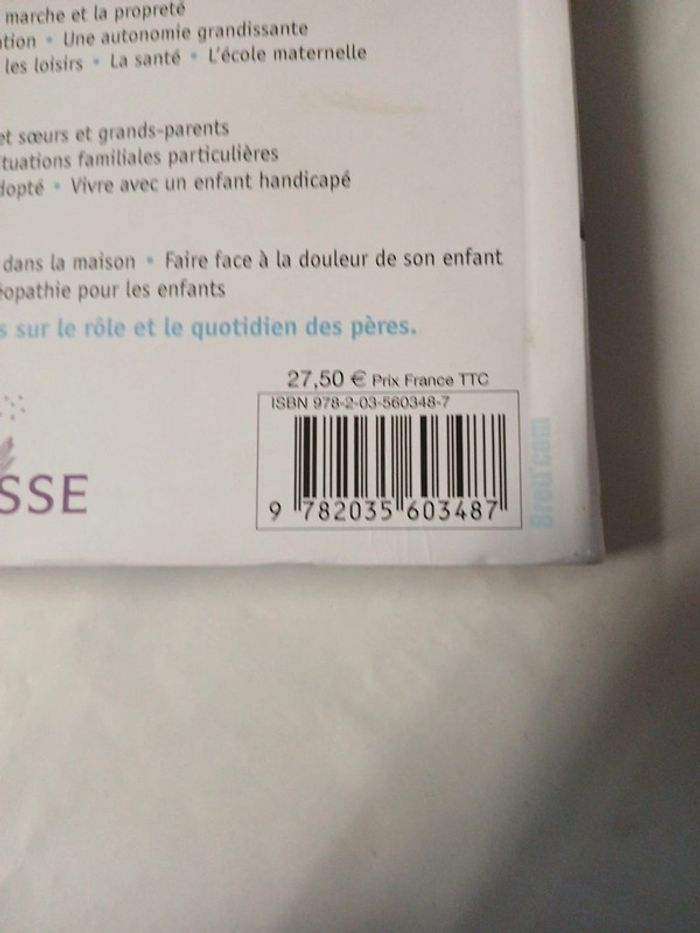 marche et la propreté
ation • Une autonomie grandissante
les loisirs • La santé • L'école maternelle
et sœurs et grands-parents
tuations familiales particulières
dopté • Vivre avec un enfant handicapé
dans la maison • Faire face à la douleur de son enfant
éopathie pour les enfants
s sur le rôle et le quotidien des pères.
27,50 € Prix France TTC
ISBN 978-2-03-560348-7
SSE
9 782035 603487